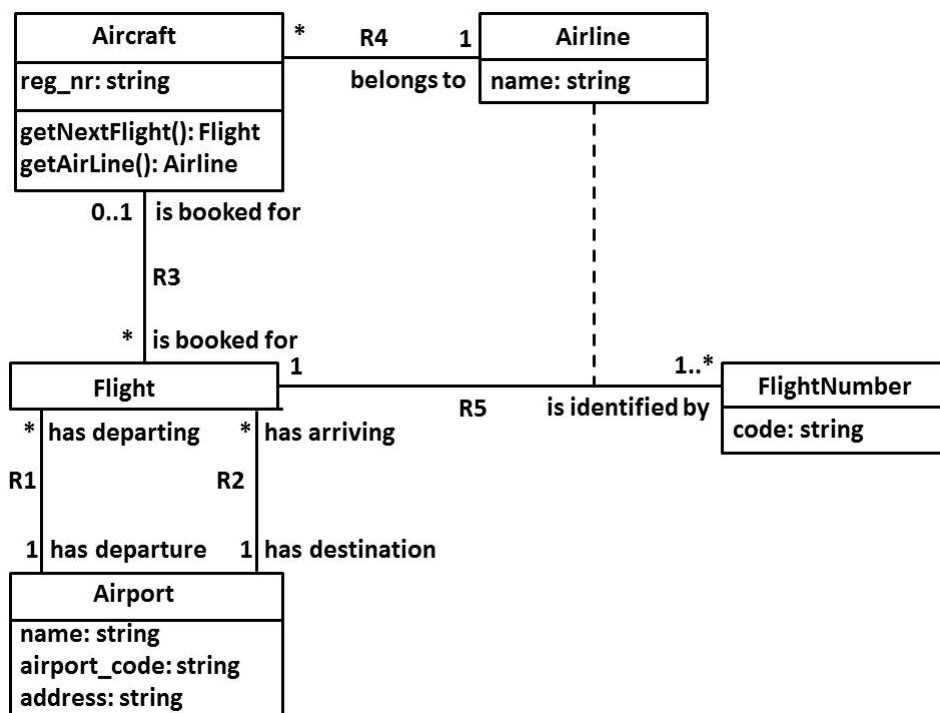 Aircraft
reg_nr: string
getNextFlight(): Flight
getAirLine(): Airline
* R4 1
belongs to
Airline
name: string
0..1 is booked for
R3
* is booked for
Flight
1 1..*
R5 is identified by
FlightNumber
code: string
* has departing * has arriving
R1 R2
1 has departure 1 has destination
Airport
name: string
airport_code: string
address: string